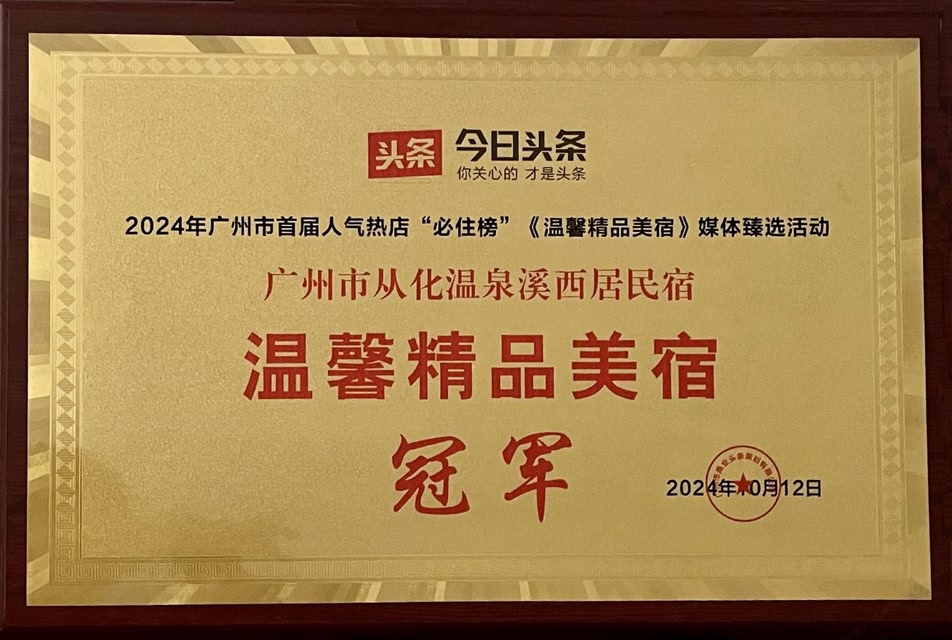 头条 今日头条
你关心的 才是头条
2024年广州市首届人气热店“必住榜”《温馨精品美宿》媒体臻选活动
广州市从化温泉溪西居民宿
温馨精品美宿
冠军
2024年10月12日